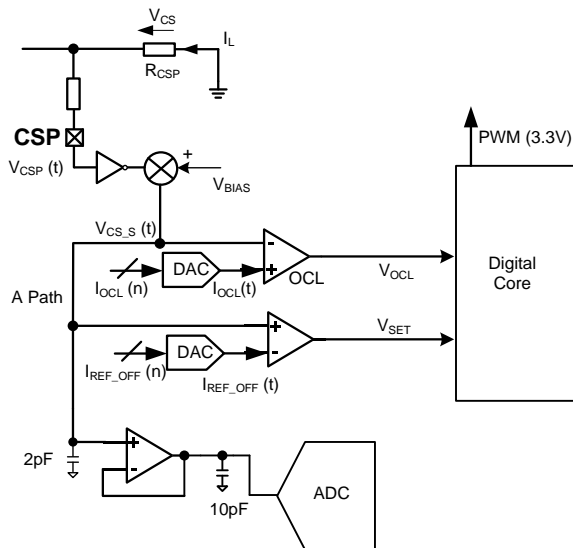 V_CS
I_L
R_CSP
CSP
V_CSP (t)
+
V_BIAS
V_CS_S (t)
-
+
DAC
I_OCL (n)
I_OCL(t)
OCL
V_OCL
A Path
+
-
DAC
I_REF_OFF (n)
I_REF_OFF (t)
V_SET
PWM (3.3V)
Digital
Core
2pF
+
-
10pF
ADC